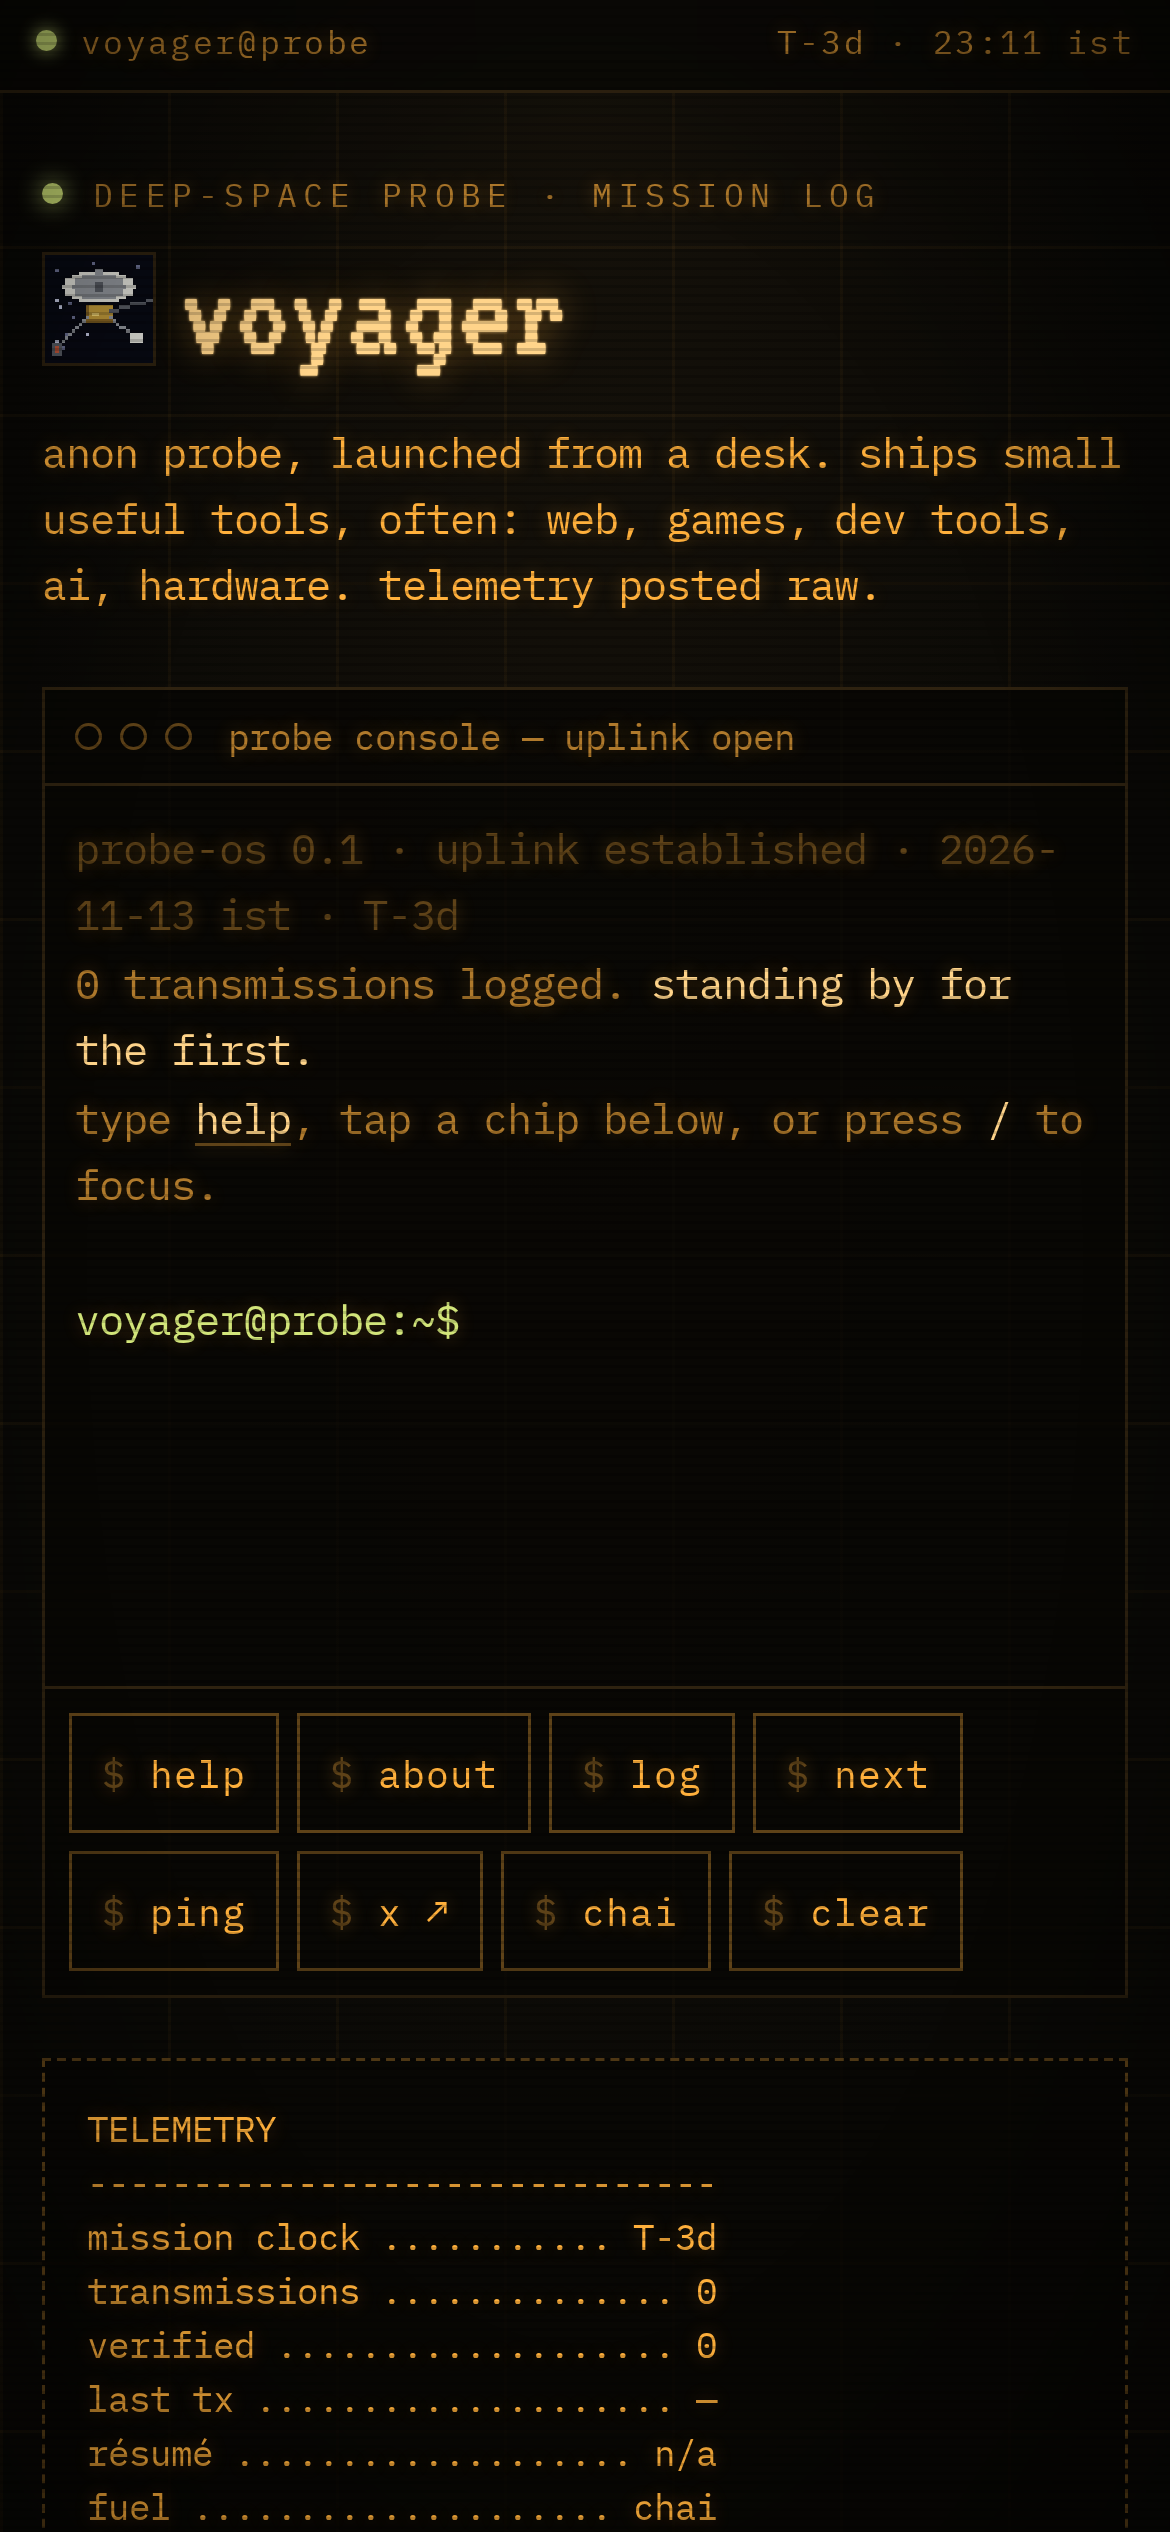 voyager@probe
T-3d · 23:11 ist
DEEP-SPACE PROBE · MISSION LOG
voyager
anon probe, launched from a desk. ships small
useful tools, often: web, games, dev tools,
ai, hardware. telemetry posted raw.
probe console — uplink open
probe-os 0.1 · uplink established · 2026-
11-13 ist · T-3d
0 transmissions logged. standing by for
the first.
type help, tap a chip below, or press / to
focus.
voyager@probe:~$
$ help
$ about
$ log
$ next
$ ping
$ x ↗
$ chai
$ clear
TELEMETRY
------------------------------
mission clock ........... T-3d
transmissions .............. 0
verified ................... 0
last tx .................... —
résumé ................... n/a
fuel .................... chai